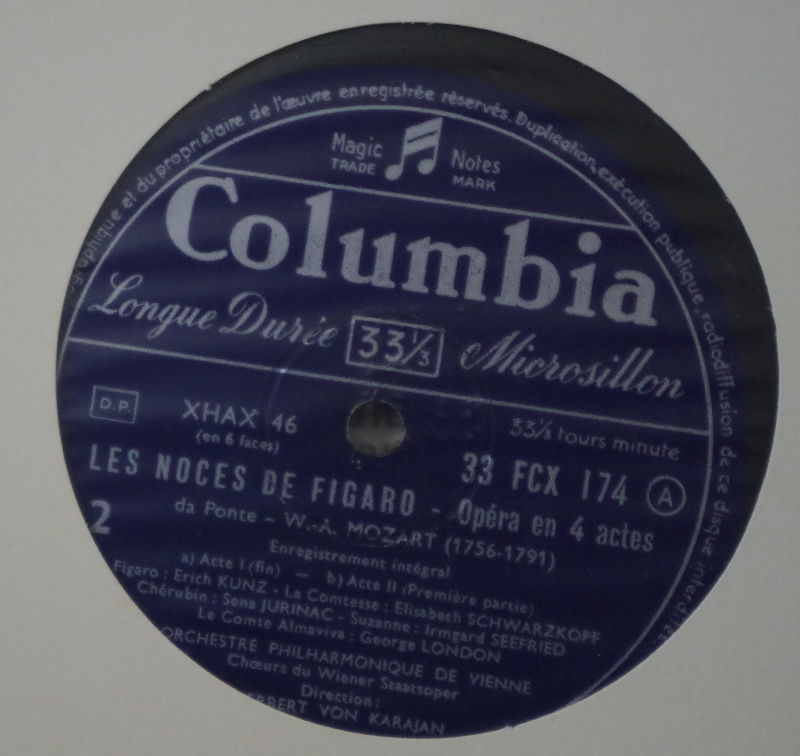 ographique et du propriétaire de l'œuvre enregistrée réservés. Duplication, exécution publique, radiodiffusion de ce disque interdites.
Magic Notes
TRADE MARK
Columbia
Longue Durée 33⅓ Microsillon
D.P. XHAX 46 33⅓ tours minute
(en 6 faces) 33 FCX 174 A
LES NOCES DE FIGARO - Opéra en 4 actes
2 da Ponte - W.-A. MOZART (1756-1791)
Enregistrement intégral
a) Acte I (fin) — b) Acte II (Première partie)
Figaro : Erich KUNZ - La Comtesse : Elisabeth SCHWARZKOPF
Chérubin : Sena JURINAC - Suzanne : Irmgard SEEFRIED
Le Comte Almaviva : George LONDON
ORCHESTRE PHILHARMONIQUE DE VIENNE
Chœurs du Wiener Staatsoper
Direction :
ERBERT VON KARAJAN